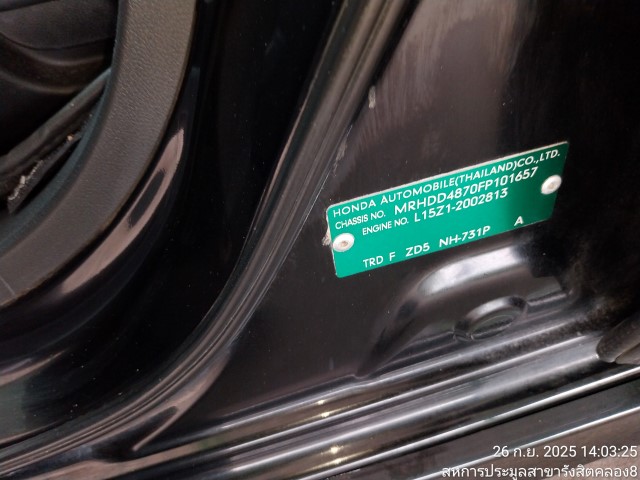 HONDA AUTOMOBILE(THAILAND)CO.,LTD.
CHASSIS NO. MRHDD4870FP101657
ENGINE NO. L15Z1-2002813
TRD F ZD5 NH-731P A
26 ก.ย. 2025 14:03:25
สหการประมูลสาขารังสิตคลอง8